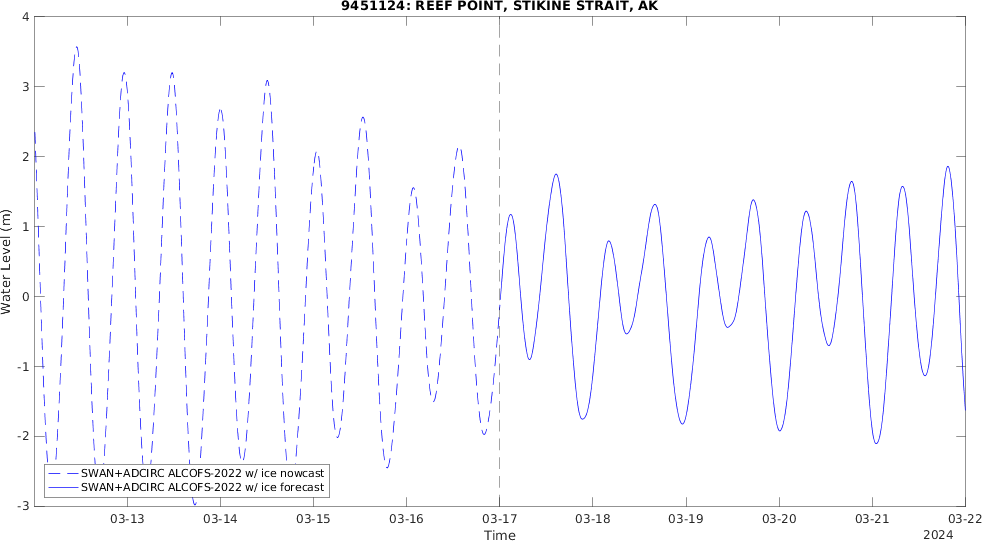 9451124: REEF POINT, STIKINE STRAIT, AK
Water Level (m)
4
3
2
1
0
-1
-2
-3
SWAN+ADCIRC ALCOFS-2022 w/ ice nowcast
SWAN+ADCIRC ALCOFS-2022 w/ ice forecast
03-13 03-14 03-15 03-16 03-17 03-18 03-19 03-20 03-21 03-22
Time
2024